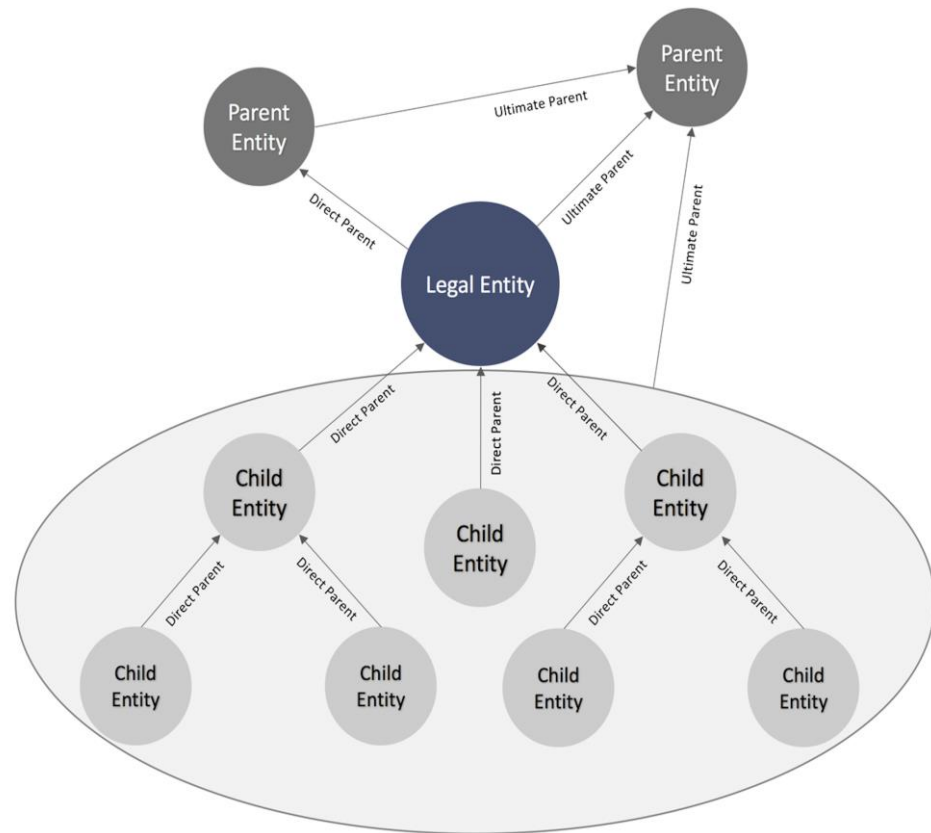 Parent
Entity
Parent
Entity
Ultimate Parent
Direct Parent
Ultimate Parent
Ultimate Parent
Legal Entity
Direct Parent
Direct Parent
Direct Parent
Child
Entity
Child
Entity
Child
Entity
Direct Parent
Direct Parent
Direct Parent
Direct Parent
Child
Entity
Child
Entity
Child
Entity
Child
Entity